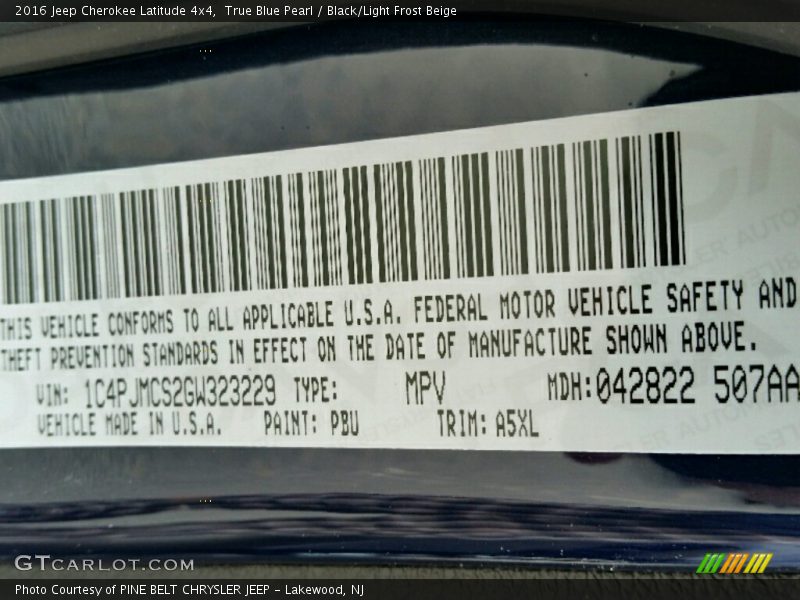 2016 Jeep Cherokee Latitude 4x4, True Blue Pearl / Black/Light Frost Beige
THIS VEHICLE CONFORMS TO ALL APPLICABLE U.S.A. FEDERAL MOTOR VEHICLE SAFETY AND
THEFT PREVENTION STANDARDS IN EFFECT ON THE DATE OF MANUFACTURE SHOWN ABOVE.
VIN: 1C4PJMCS2GW323229 TYPE: MPV MDH:042822 507AA
VEHICLE MADE IN U.S.A. PAINT: PBU TRIM: A5XL
GTCARLOT.COM
Photo Courtesy of PINE BELT CHRYSLER JEEP - Lakewood, NJ